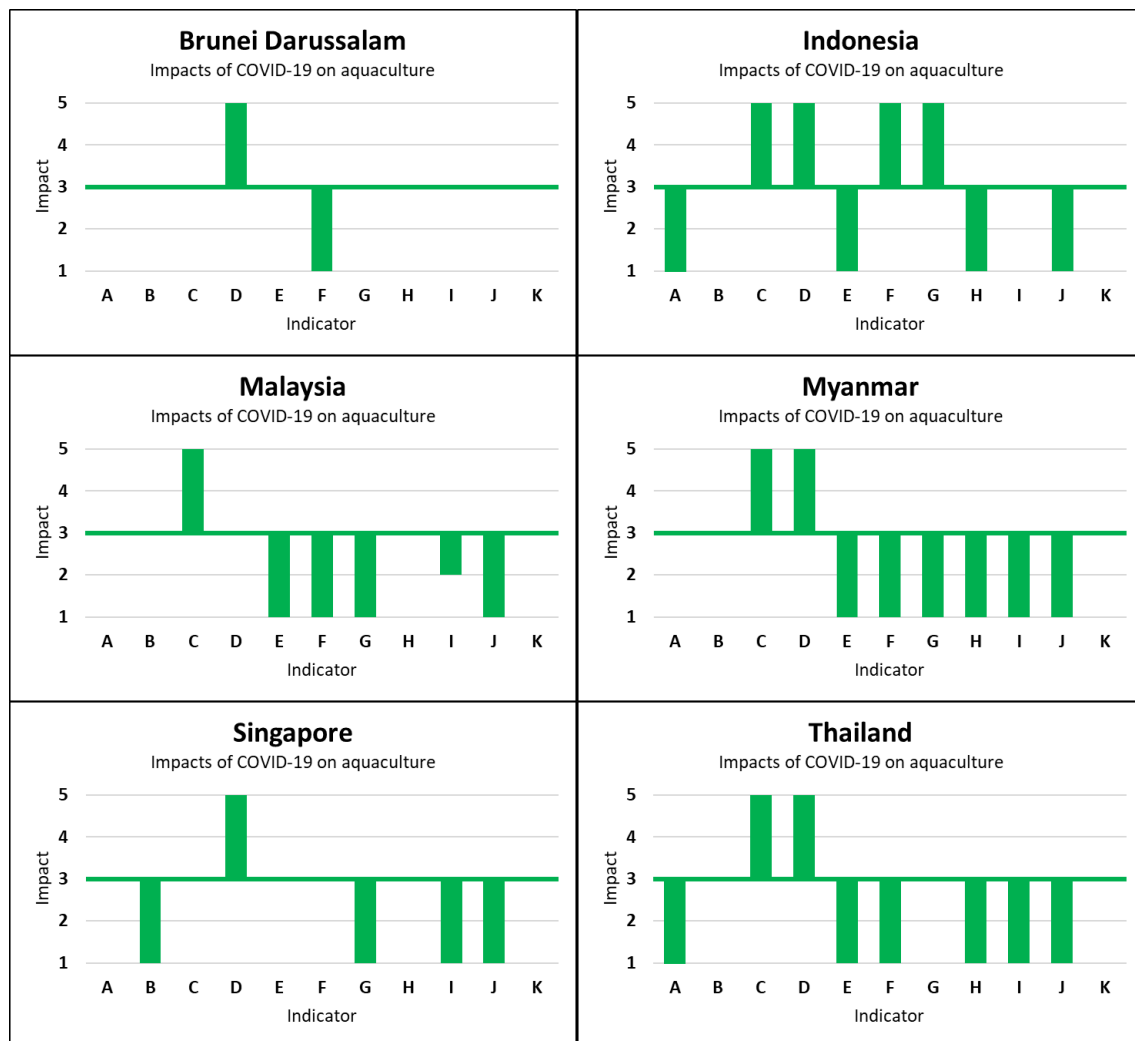 Brunei Darussalam
Impacts of COVID-19 on aquaculture
5
4
3
2
1
Impact
A B C D E F G H I J K
Indicator
Indonesia
Impacts of COVID-19 on aquaculture
5
4
3
2
1
Impact
A B C D E F G H I J K
Indicator
Malaysia
Impacts of COVID-19 on aquaculture
5
4
3
2
1
Impact
A B C D E F G H I J K
Indicator
Myanmar
Impacts of COVID-19 on aquaculture
5
4
3
2
1
Impact
A B C D E F G H I J K
Indicator
Singapore
Impacts of COVID-19 on aquaculture
5
4
3
2
1
Impact
A B C D E F G H I J K
Indicator
Thailand
Impacts of COVID-19 on aquaculture
5
4
3
2
1
Impact
A B C D E F G H I J K
Indicator